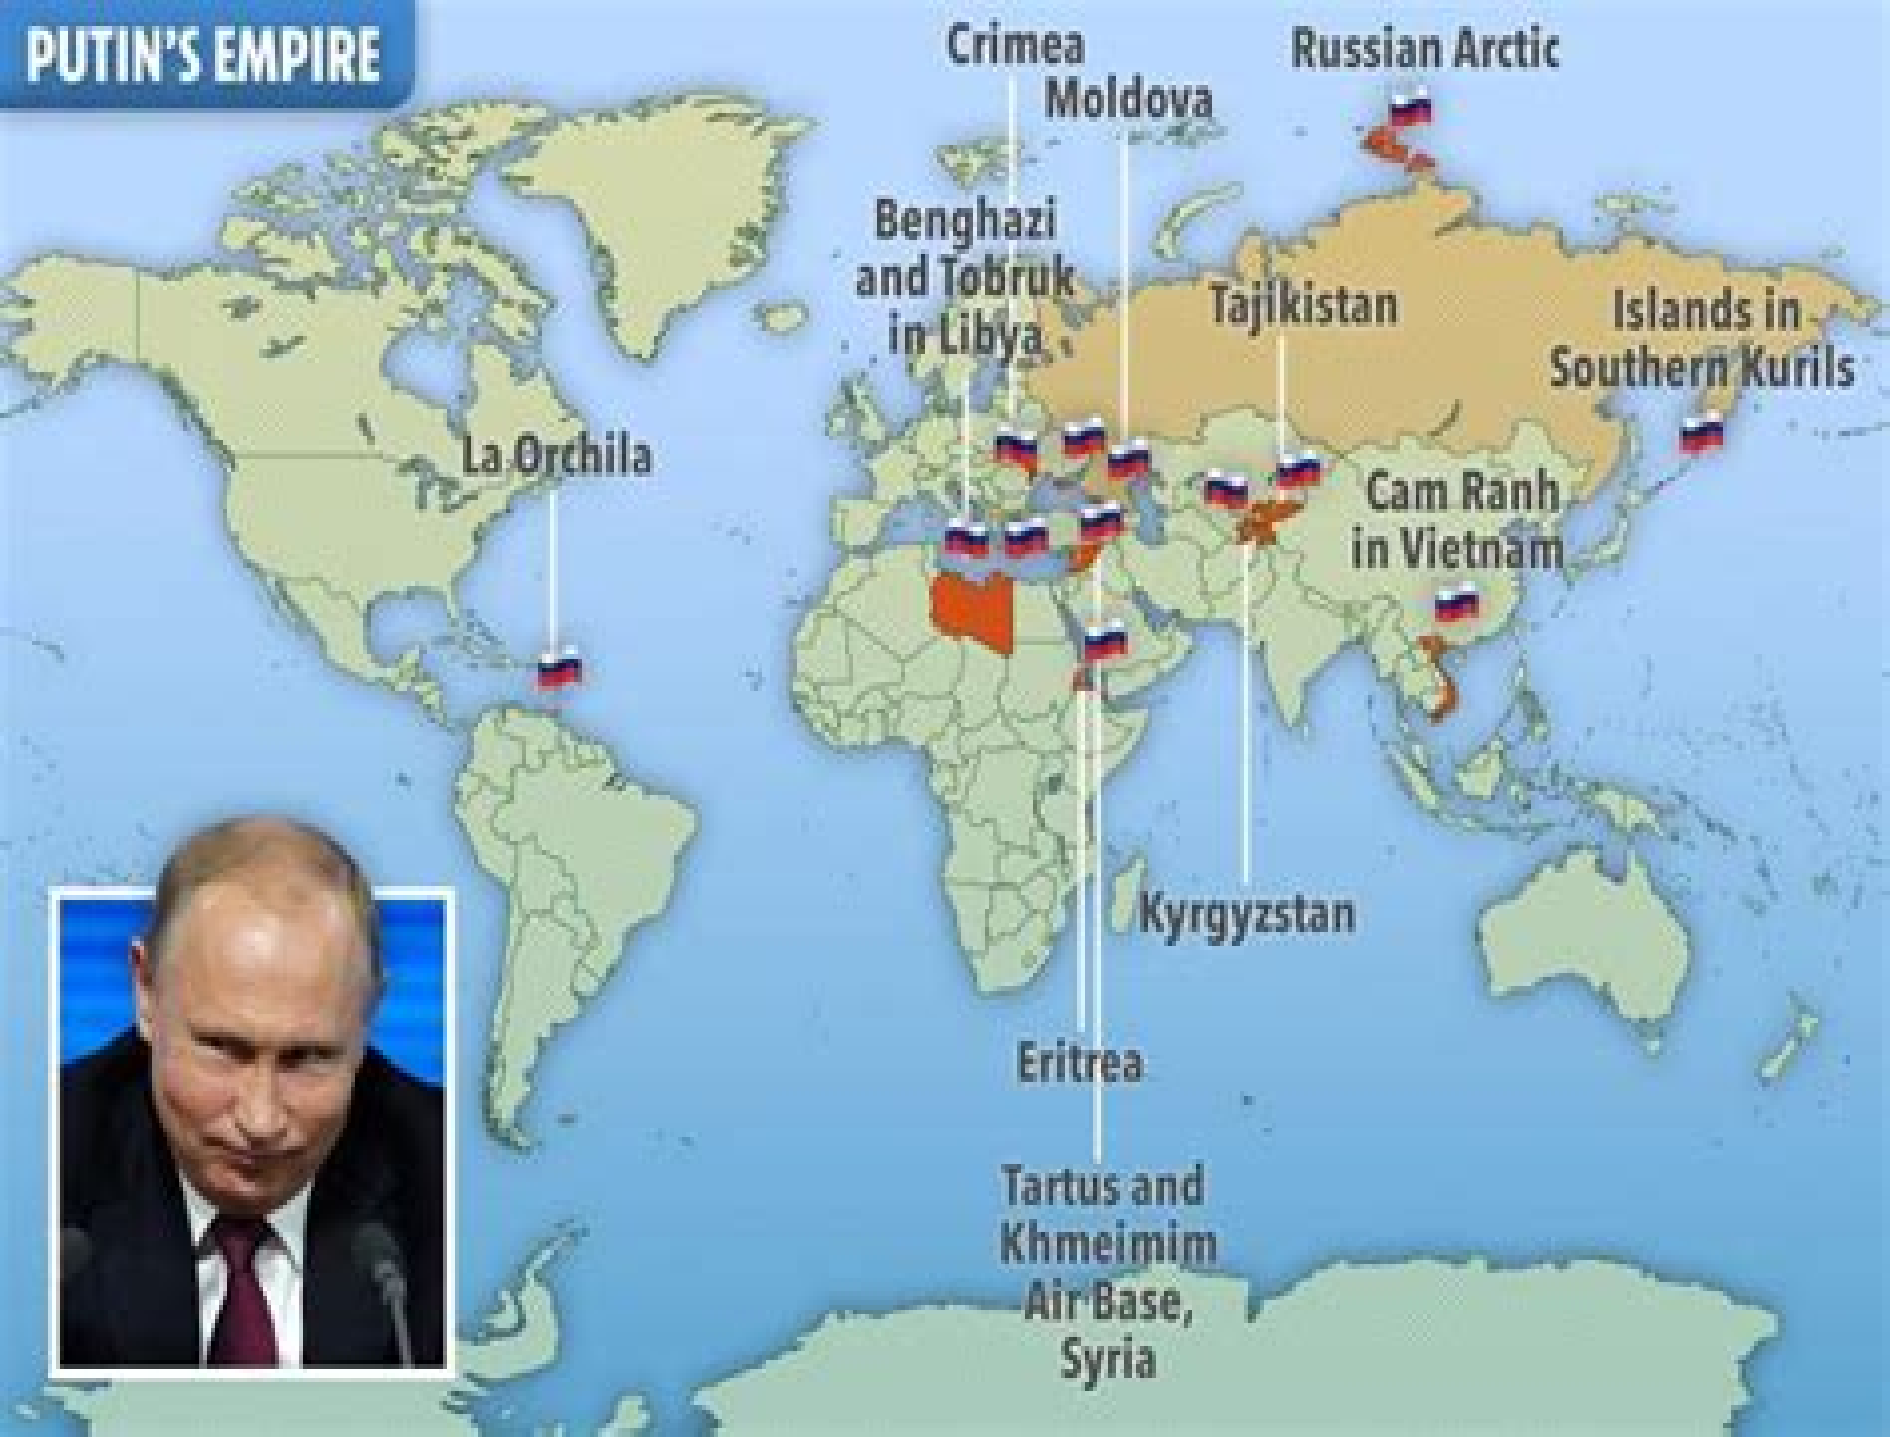 PUTIN'S EMPIRE
Crimea
Russian Arctic
Moldova
Benghazi
and Tobruk
in Libya
Tajikistan
Islands in
Southern Kurils
La Orchila
Cam Ranh
in Vietnam
Kyrgyzstan
Eritrea
Tartus and
Khmeimim
Air Base,
Syria